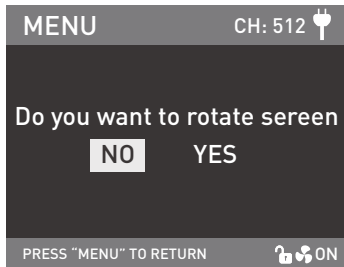 MENU CH: 512
Do you want to rotate sereen
NO YES
PRESS "MENU" TO RETURN ON